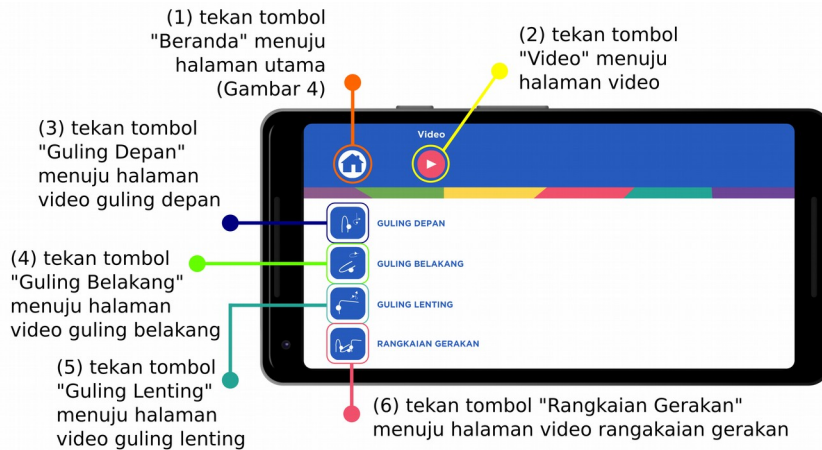 (1) tekan tombol
"Beranda" menuju
halaman utama
(Gambar 4)
(2) tekan tombol
"Video" menuju
halaman video
(3) tekan tombol
"Guling Depan"
menuju halaman
video guling depan
(4) tekan tombol
"Guling Belakang"
menuju halaman
video guling belakang
(5) tekan tombol
"Guling Lenting"
menuju halaman
video guling lenting
Video
GULING DEPAN
GULING BELAKANG
GULING LENTING
RANGKAIAN GERAKAN
(6) tekan tombol "Rangkaian Gerakan"
menuju halaman video rangakaian gerakan